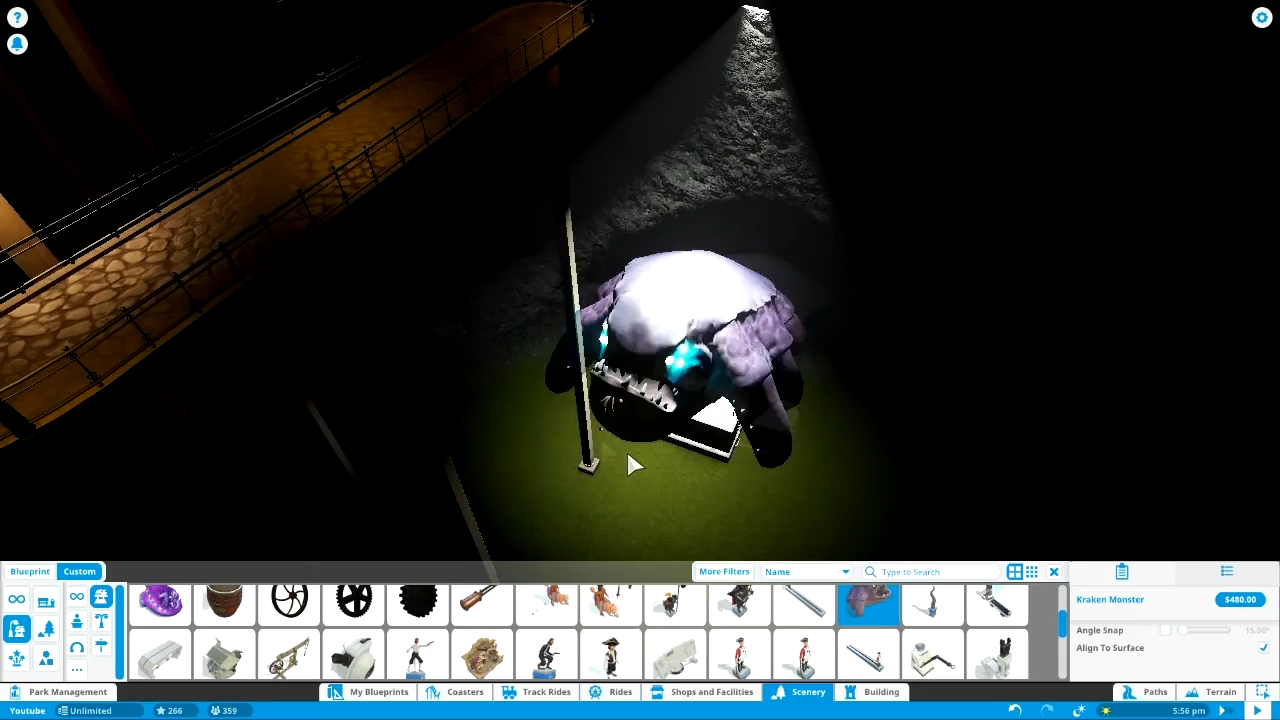 ?
Blueprint
Custom
More Filters
Name
Type to Search
Kraken Monster
$480.00
Angle Snap
15.00°
Align To Surface
Park Management
My Blueprints
Coasters
Track Rides
Rides
Shops and Facilities
Scenery
Building
Paths
Terrain
Youtube
Unlimited
266
359
5:56 pm